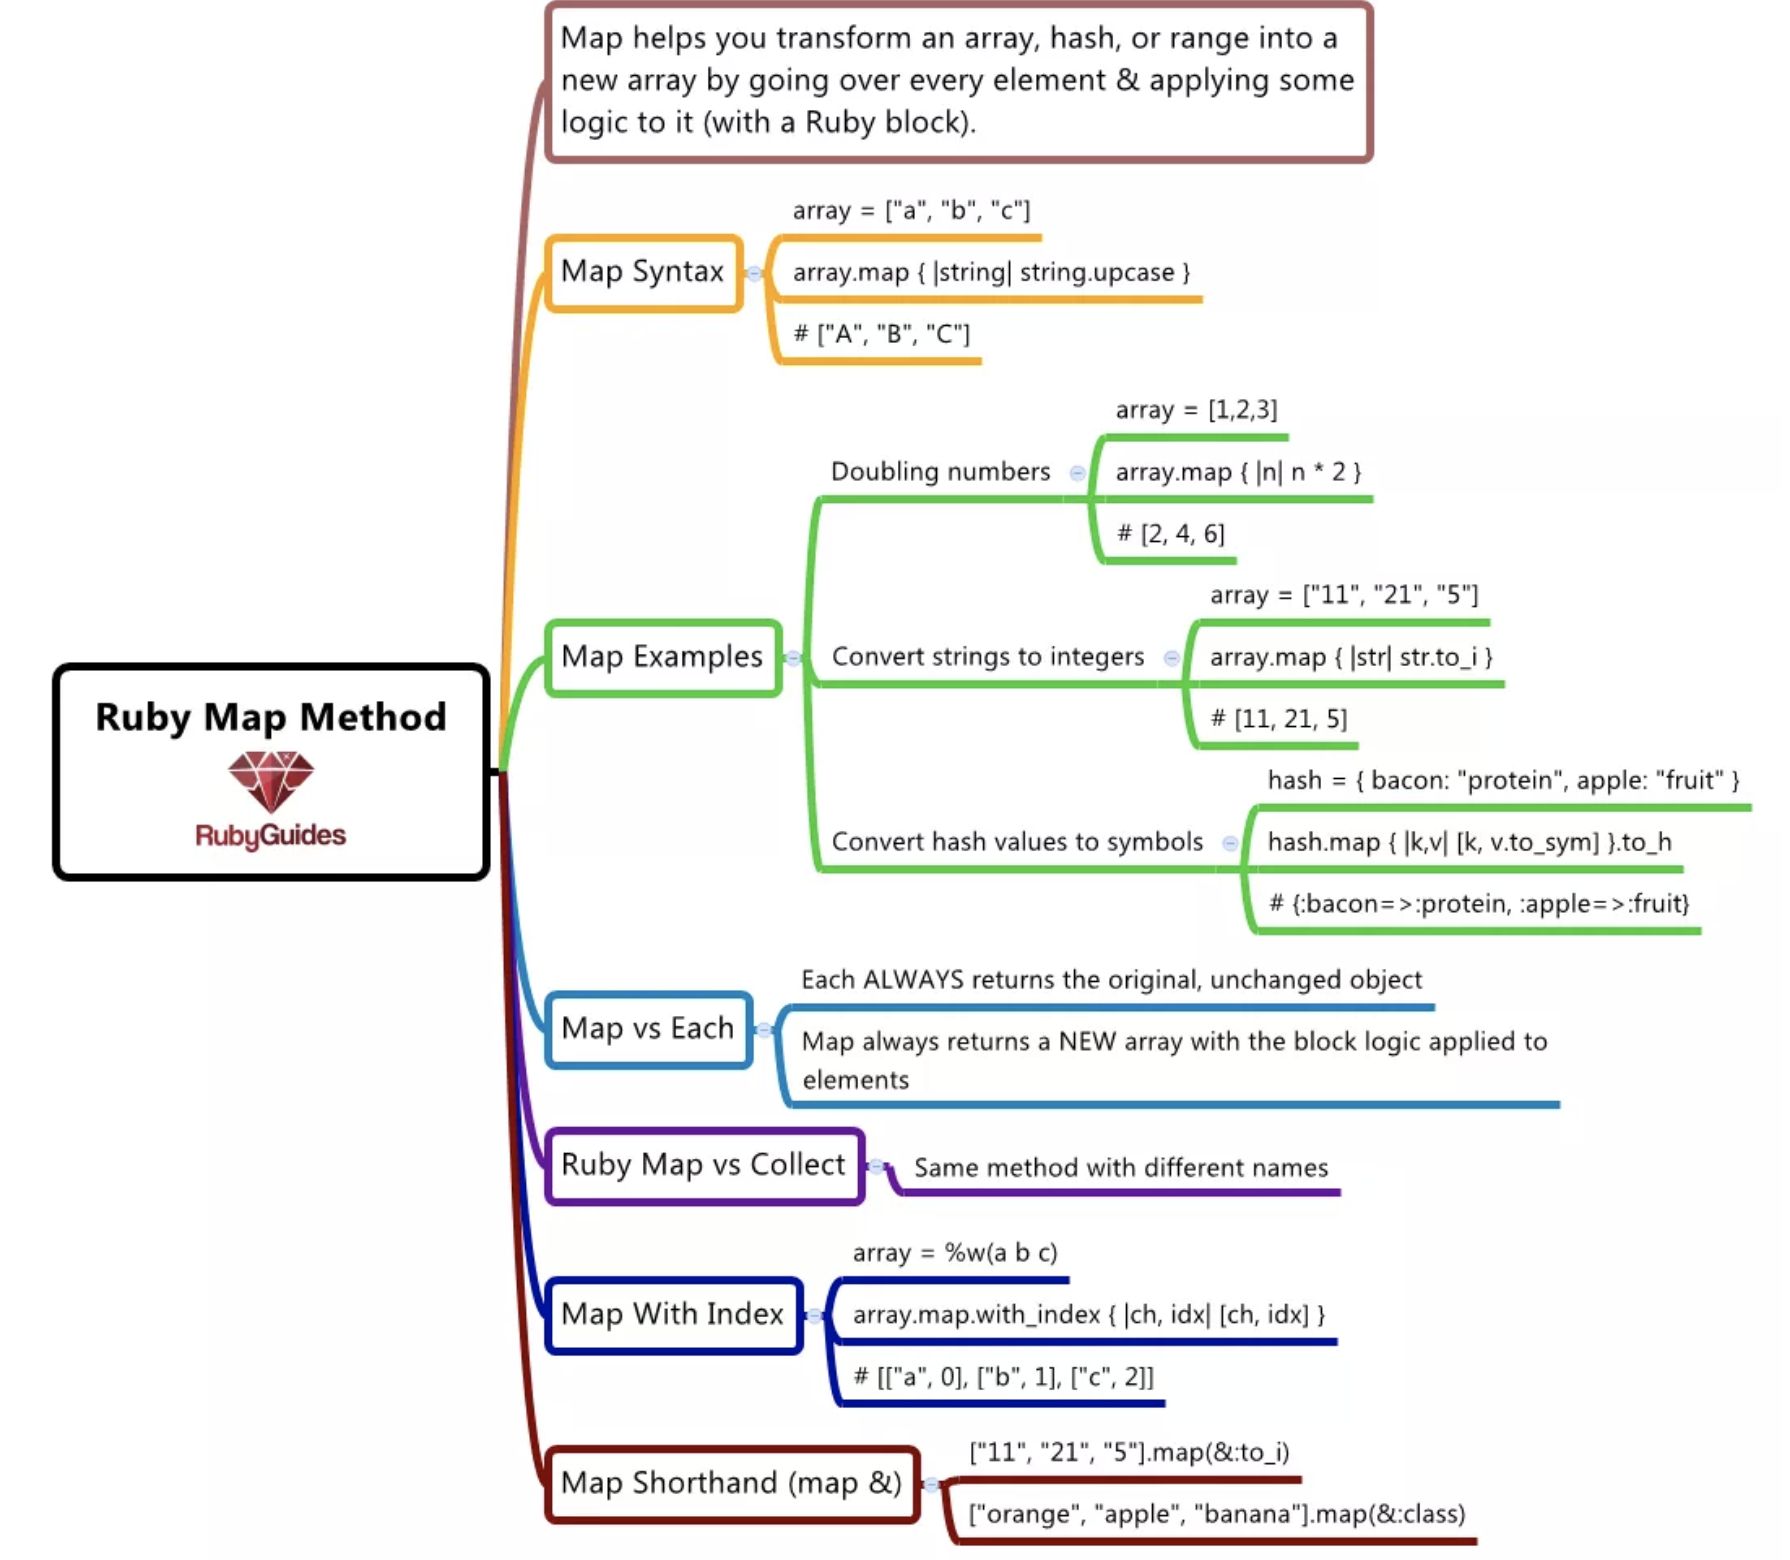 Map helps you transform an array, hash, or range into a
new array by going over every element & applying some
logic to it (with a Ruby block).
Map Syntax
array = ["a", "b", "c"]
array.map { |string| string.upcase }
# ["A", "B", "C"]
Map Examples
Doubling numbers
array = [1,2,3]
array.map { |n| n * 2 }
# [2, 4, 6]
Convert strings to integers
array = ["11", "21", "5"]
array.map { |str| str.to_i }
# [11, 21, 5]
Convert hash values to symbols
hash = { bacon: "protein", apple: "fruit" }
hash.map { |k,v| [k, v.to_sym] }.to_h
# {:bacon=>:protein, :apple=>:fruit}
Ruby Map Method
RubyGuides
Map vs Each
Each ALWAYS returns the original, unchanged object
Map always returns a NEW array with the block logic applied to
elements
Ruby Map vs Collect
Same method with different names
Map With Index
array = %w(a b c)
array.map.with_index { |ch, idx| [ch, idx] }
# [["a", 0], ["b", 1], ["c", 2]]
Map Shorthand (map &)
["11", "21", "5"].map(&:to_i)
["orange", "apple", "banana"].map(&:class)